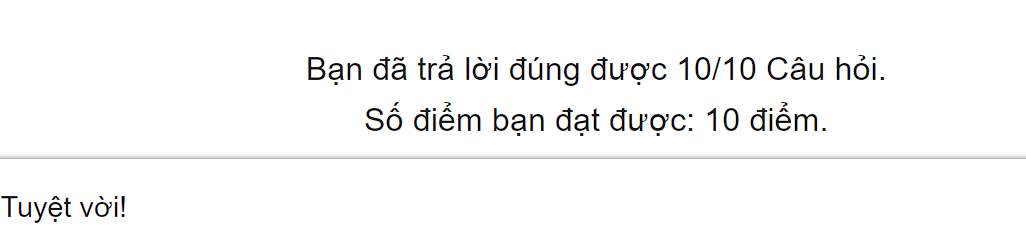 Bạn đã trả lời đúng được 10/10 Câu hỏi.
Số điểm bạn đạt được: 10 điểm.
Tuyệt vời!